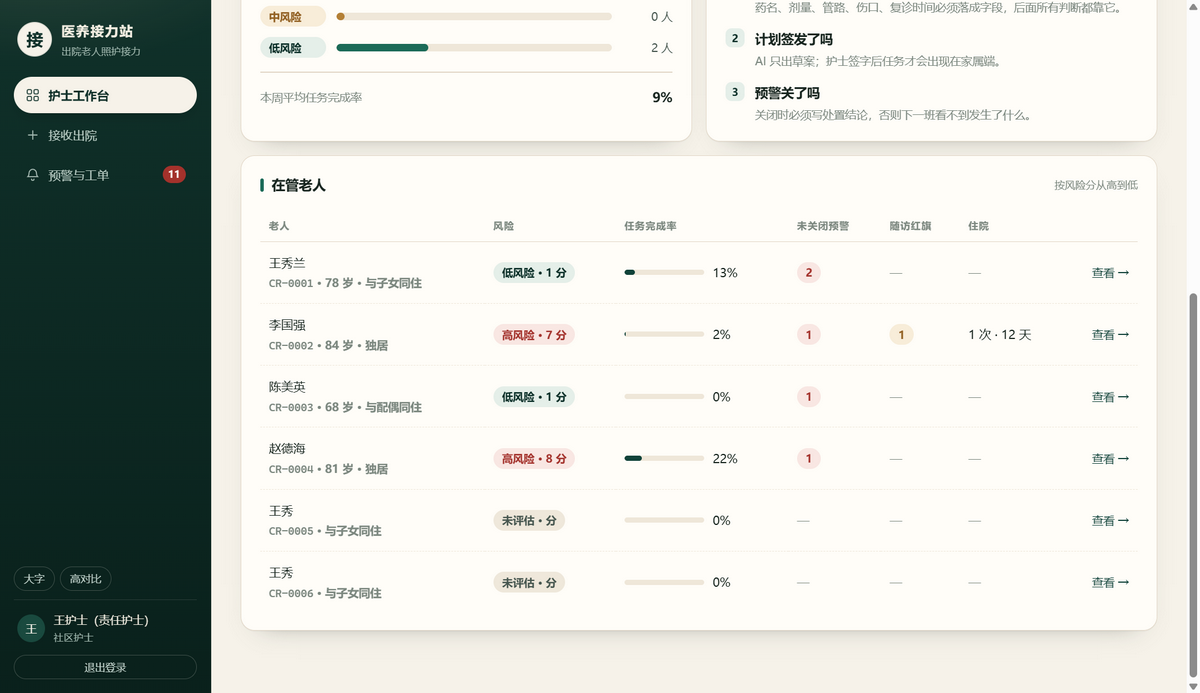 接
医养接力站
出院老人照护接力
护士工作台
接收出院
预警与工单
11
大字
高对比
王
王护士（责任护士）
社区护士
退出登录
中风险
0 人
低风险
2 人
本周平均任务完成率
9%
药名、剂量、管路、伤口、复诊时间必须落成字段，后面所有判断都靠它。
2
计划签发了吗
AI 只出草案；护士签字后任务才会出现在家属端。
3
预警关了吗
关闭时必须写处置结论，否则下一班看不到发生了什么。
在管老人
按风险分从高到低
老人 风险 任务完成率 未关闭预警 随访红旗 住院
王秀兰
CR-0001 • 78 岁 • 与子女同住
低风险 • 1 分
13%
2
—
—
查看→
李国强
CR-0002 • 84 岁 • 独居
高风险 • 7 分
2%
1
1
1 次 · 12 天
查看→
陈美英
CR-0003 • 68 岁 • 与配偶同住
低风险 • 1 分
0%
1
—
—
查看→
赵德海
CR-0004 • 81 岁 • 独居
高风险 • 8 分
22%
1
—
—
查看→
王秀
CR-0005 • 与子女同住
未评估 • 分
0%
—
—
—
查看→
王秀
CR-0006 • 与子女同住
未评估 • 分
0%
—
—
—
查看→